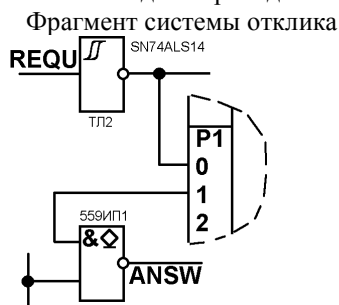 Фрагмент системы отклика
SN74ALS14
REQU
ТЛ2
P1
0
1
2
559ИП1
&◇
ANSW